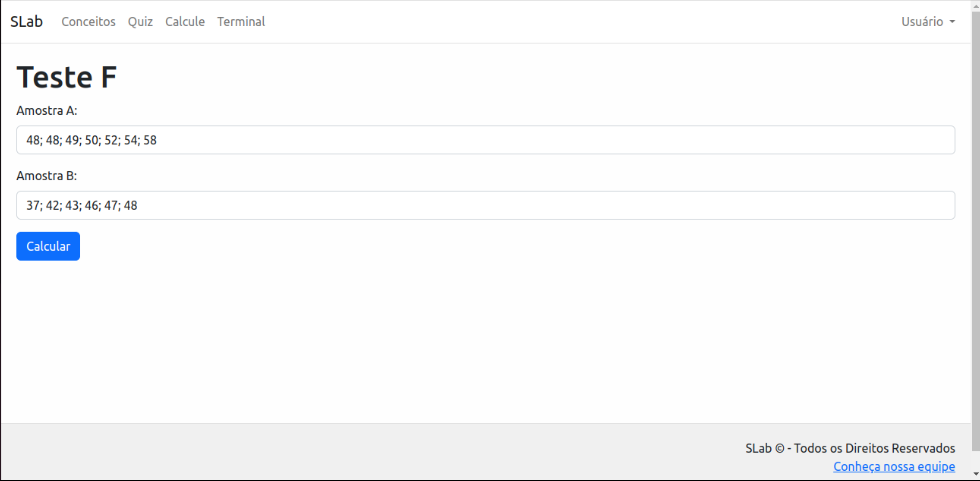 SLab Conceitos Quiz Calcule Terminal Usuário
Teste F
Amostra A:
48; 48; 49; 50; 52; 54; 58
Amostra B:
37; 42; 43; 46; 47; 48
Calcular
SLab © - Todos os Direitos Reservados
Conheça nossa equipe